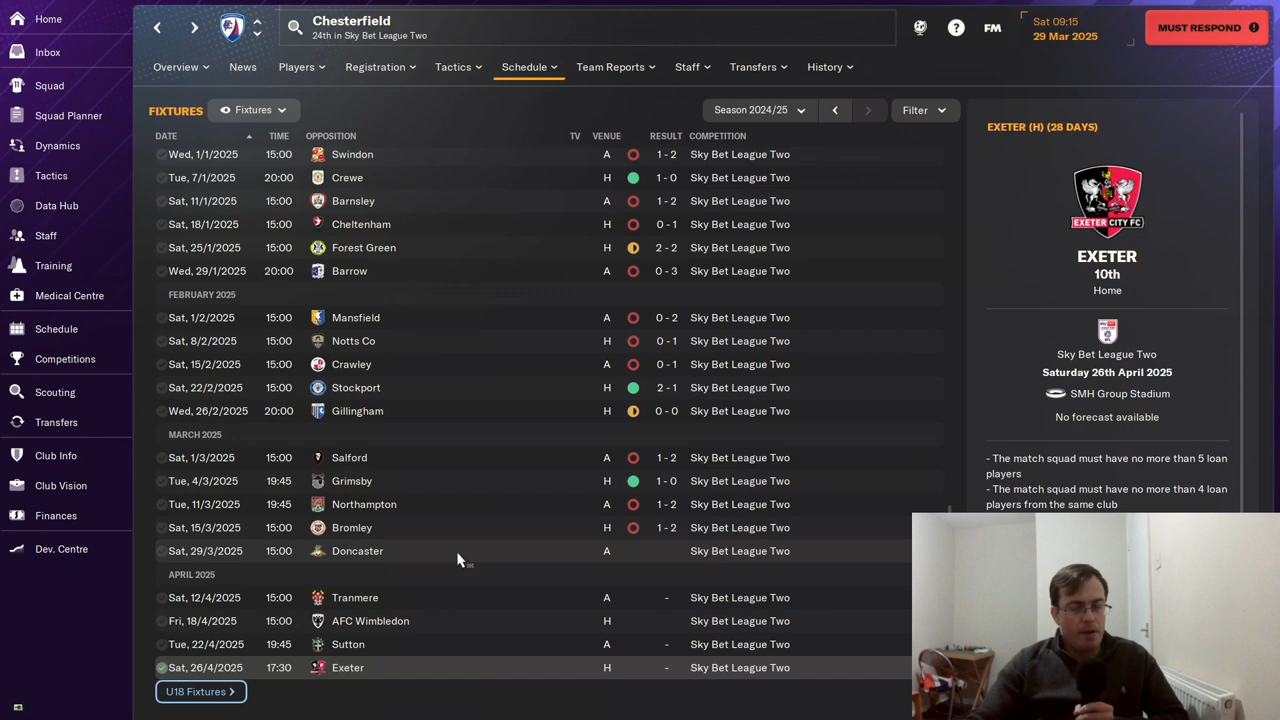 Chesterfield
24th in Sky Bet League Two
FM
Sat 09:15
29 Mar 2025
MUST RESPOND
Home
Inbox
Squad
Squad Planner
Dynamics
Tactics
Data Hub
Staff
Training
Medical Centre
Schedule
Competitions
Scouting
Transfers
Club Info
Club Vision
Finances
Dev. Centre
Overview
News
Players
Registration
Tactics
Schedule
Team Reports
Staff
Transfers
History
FIXTURES
Fixtures
Season 2024/25
Filter
DATE TIME OPPOSITION TV VENUE RESULT COMPETITION
Wed, 1/1/2025 15:00 Swindon A 1 - 2 Sky Bet League Two
Tue, 7/1/2025 20:00 Crewe H 1 - 0 Sky Bet League Two
Sat, 11/1/2025 15:00 Barnsley A 1 - 2 Sky Bet League Two
Sat, 18/1/2025 15:00 Cheltenham H 0 - 1 Sky Bet League Two
Sat, 25/1/2025 15:00 Forest Green H 2 - 2 Sky Bet League Two
Wed, 29/1/2025 20:00 Barrow A 0 - 3 Sky Bet League Two
FEBRUARY 2025
Sat, 1/2/2025 15:00 Mansfield A 0 - 2 Sky Bet League Two
Sat, 8/2/2025 15:00 Notts Co H 0 - 1 Sky Bet League Two
Sat, 15/2/2025 15:00 Crawley A 0 - 1 Sky Bet League Two
Sat, 22/2/2025 15:00 Stockport H 2 - 1 Sky Bet League Two
Wed, 26/2/2025 20:00 Gillingham H 0 - 0 Sky Bet League Two
MARCH 2025
Sat, 1/3/2025 15:00 Salford A 1 - 2 Sky Bet League Two
Tue, 4/3/2025 19:45 Grimsby H 1 - 0 Sky Bet League Two
Tue, 11/3/2025 19:45 Northampton A 1 - 2 Sky Bet League Two
Sat, 15/3/2025 15:00 Bromley H 1 - 2 Sky Bet League Two
Sat, 29/3/2025 15:00 Doncaster A Sky Bet League Two
APRIL 2025
Sat, 12/4/2025 15:00 Tranmere A - Sky Bet League Two
Fri, 18/4/2025 15:00 AFC Wimbledon H Sky Bet League Two
Tue, 22/4/2025 19:45 Sutton A - Sky Bet League Two
Sat, 26/4/2025 17:30 Exeter H - Sky Bet League Two
U18 Fixtures
EXETER (H) (28 DAYS)
EXETER CITY FC
EXETER
10th
Home
Sky Bet League Two
Saturday 26th April 2025
SMH Group Stadium
No forecast available
- The match squad must have no more than 5 loan
players
- The match squad must have no more than 4 loan
players from the same club